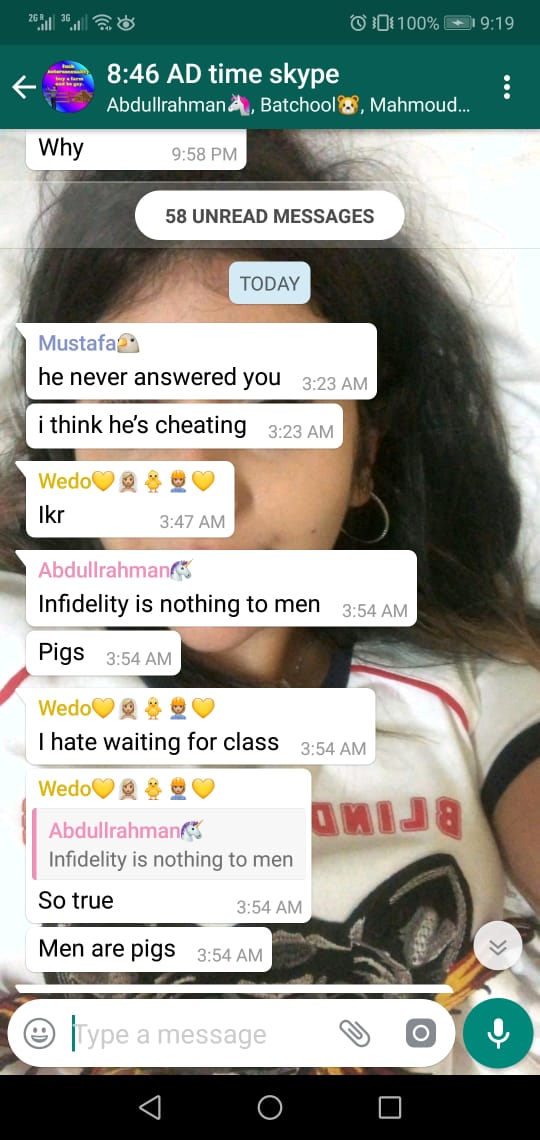 2G R 3G 100% 9:19
8:46 AD time skype
Abdullrahman🦄, Batchool🐹, Mahmoud...
Why 9:58 PM
58 UNREAD MESSAGES
TODAY
Mustafa
he never answered you 3:23 AM
i think he’s cheating 3:23 AM
Wedo💛👰🏼🐥👷🏼💛
Ikr 3:47 AM
Abdullrahman🦄
Infidelity is nothing to men 3:54 AM
Pigs 3:54 AM
Wedo💛👰🏼🐥👷🏼💛
I hate waiting for class 3:54 AM
Wedo💛👰🏼🐥👷🏼💛
Abdullrahman🦄
Infidelity is nothing to men
BLIND
So true 3:54 AM
Men are pigs 3:54 AM
Type a message